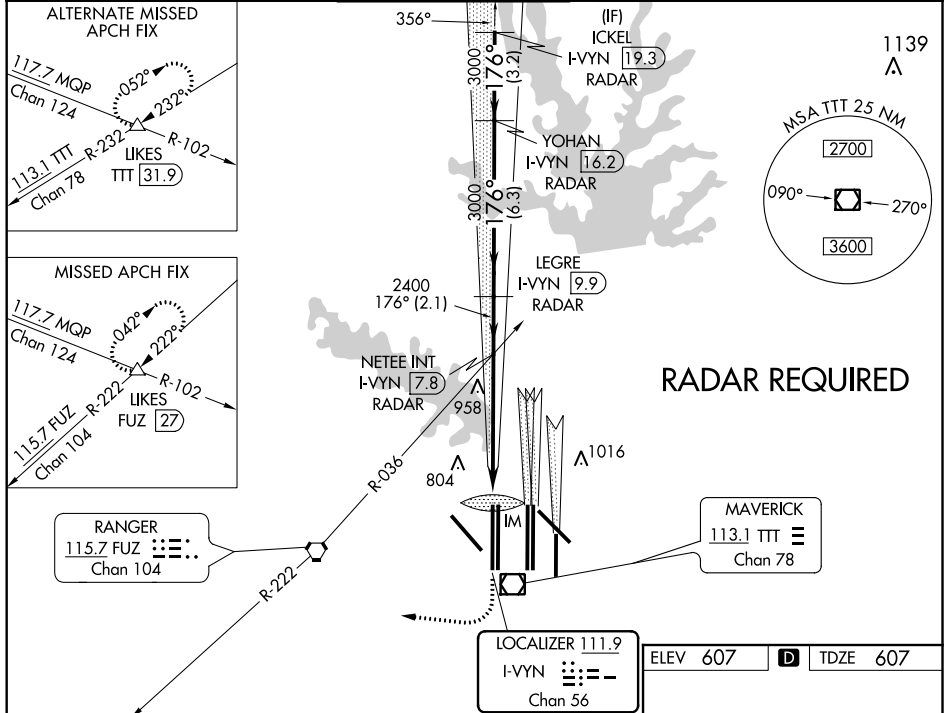 ALTERNATE MISSED
APCH FIX
117.7 MQP
Chan 124
052°
232°
R-232
R-102
113.1 TTT
Chan 78
LIKES
TTT 31.9
MISSED APCH FIX
117.7 MQP
Chan 124
042°
222°
R-222
R-102
115.7 FUZ
Chan 104
LIKES
FUZ 27
356°
3000
176°
(3.2)
(IF)
ICKEL
I-VYN 19.3
RADAR
YOHAN
I-VYN 16.2
RADAR
3000
176°
(6.3)
LEGRE
I-VYN 9.9
RADAR
2400
176° (2.1)
NETEE INT
I-VYN 7.8
RADAR
958
804
1016
1139
MSA TTT 25 NM
2700
090°
270°
3600
RADAR REQUIRED
R-036
R-222
RANGER
115.7 FUZ
Chan 104
IM
MAVERICK
113.1 TTT
Chan 78
LOCALIZER 111.9
I-VYN
Chan 56
ELEV 607 D TDZE 607